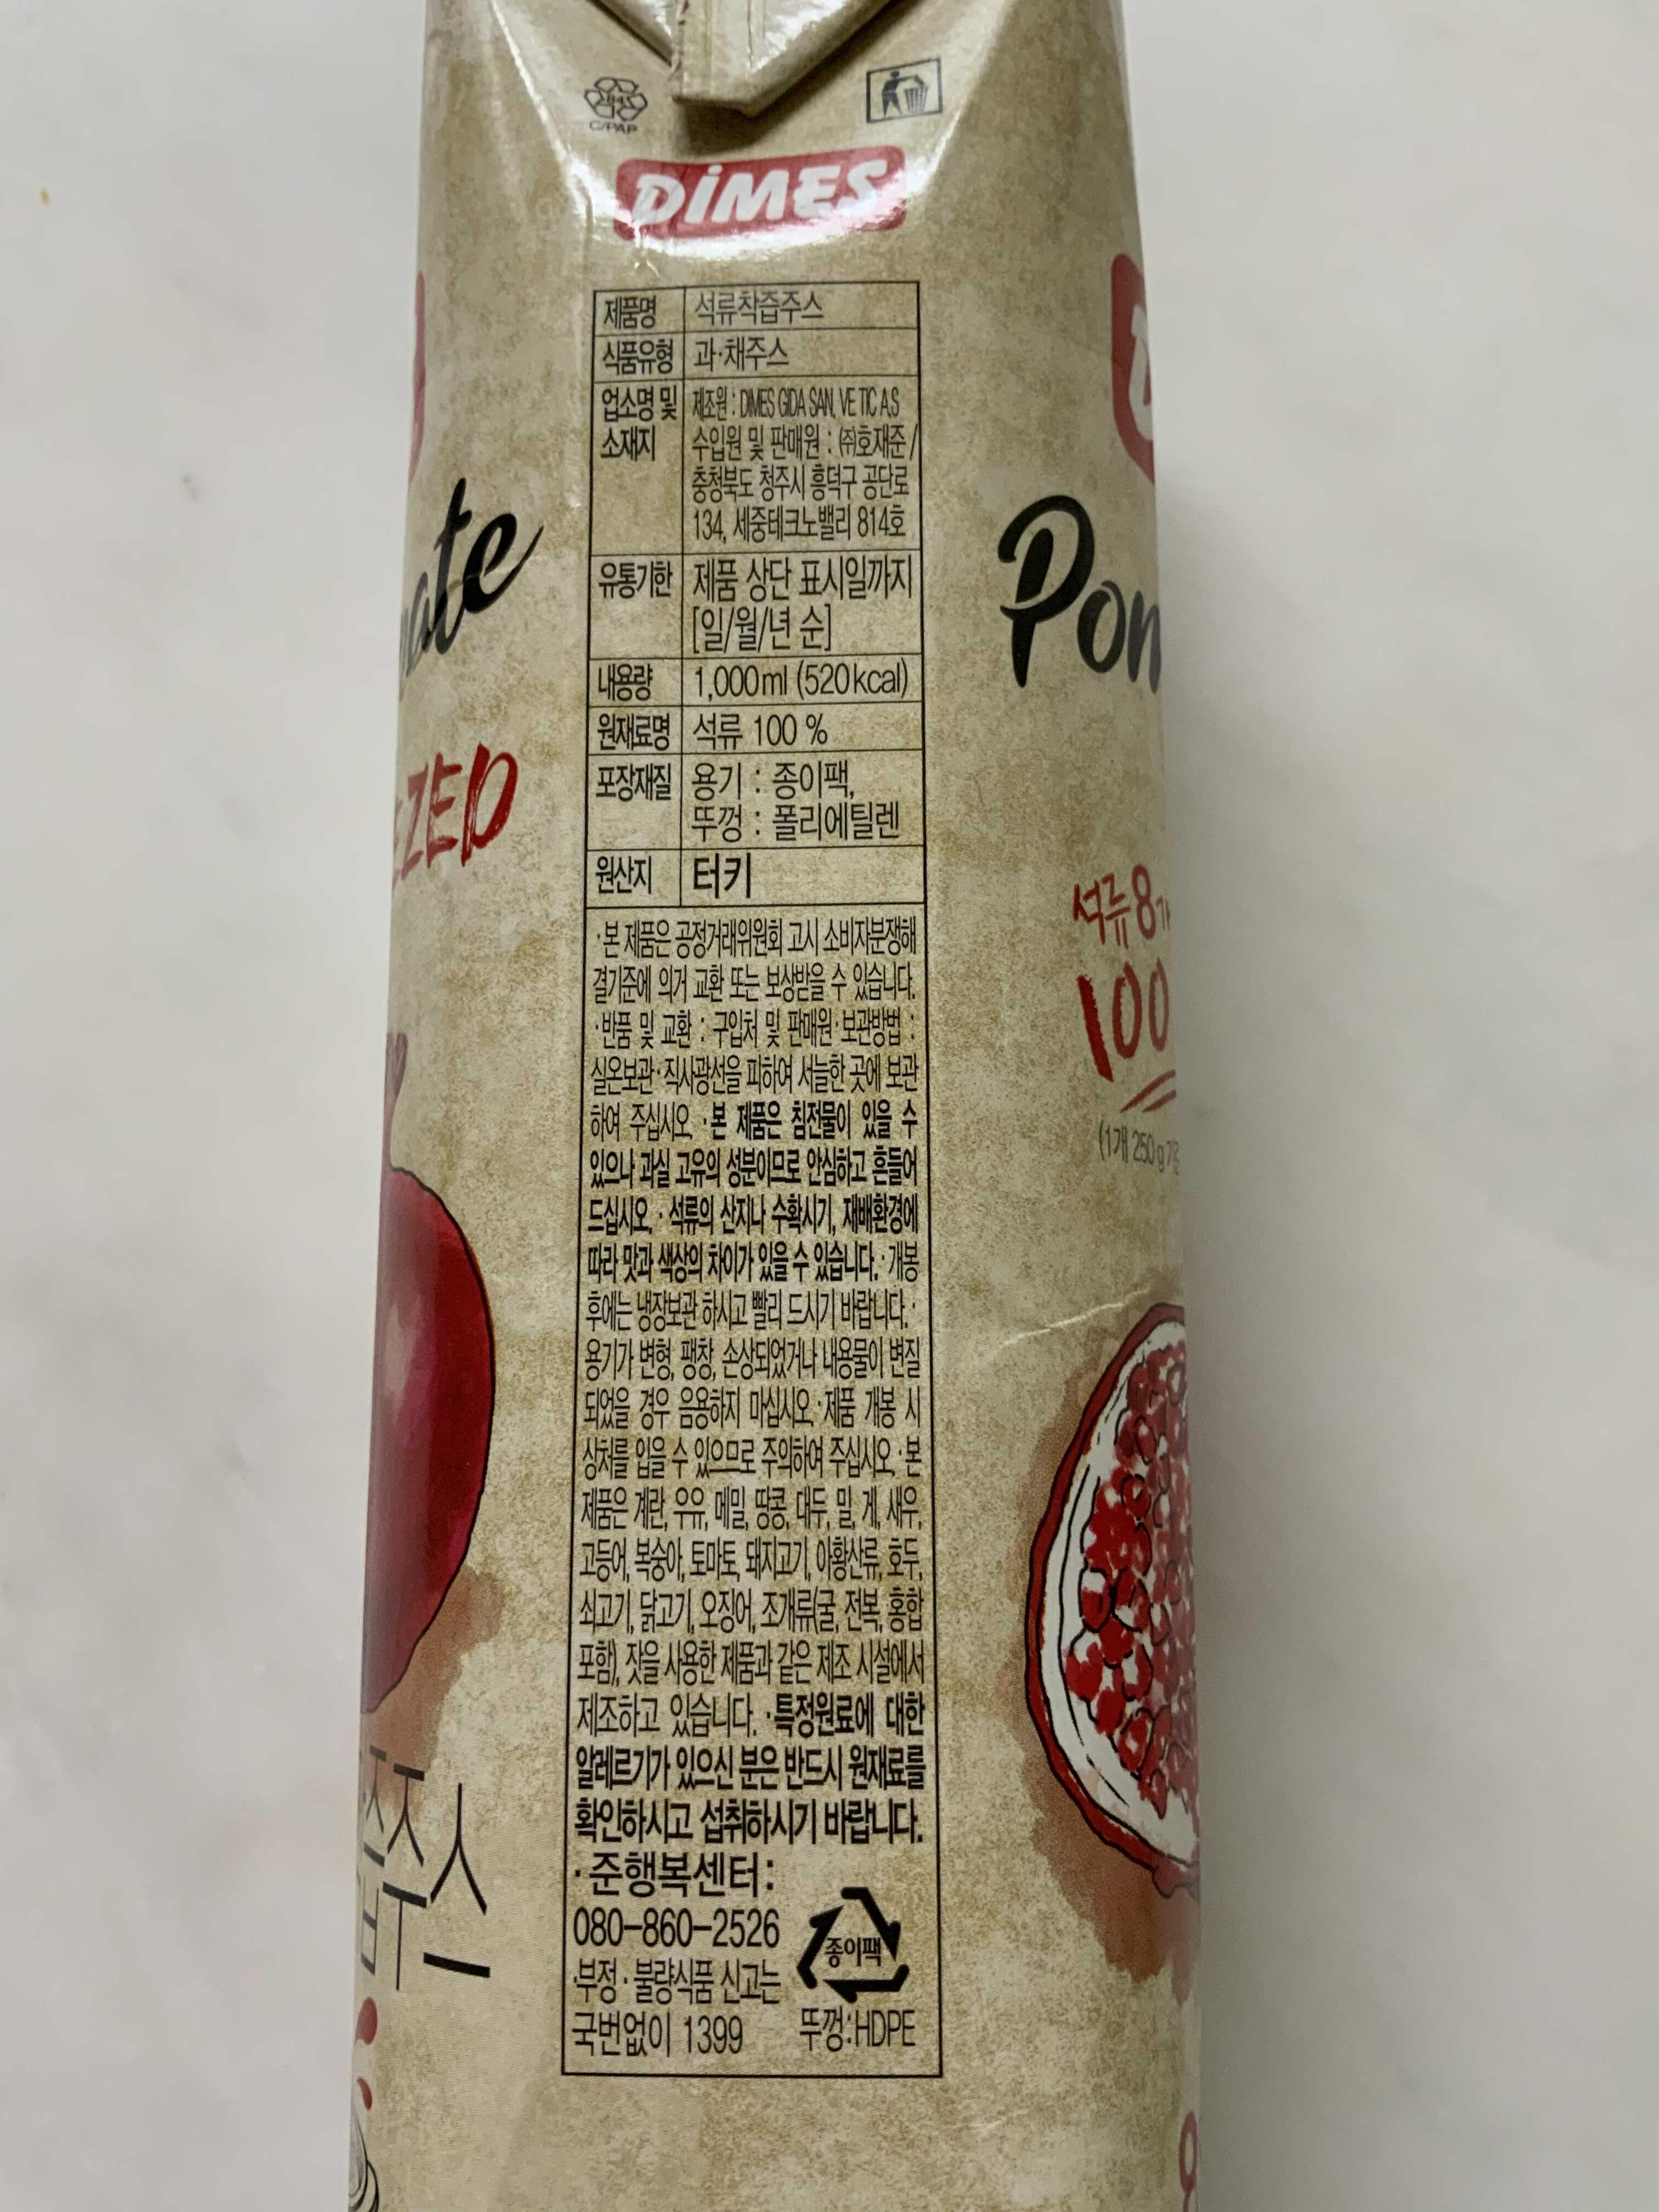 C/PAP
DİMES
제품명 석류착즙주스
식품유형 과·채주스
업소명 및 제조원 : DIMES GIDA SAN, VE TIC A,S
소재지 수입원 및 판매원 : ㈜호재준 /
충청북도 청주시 흥덕구 공단로
134, 세중테크노밸리 814호
유통기한 제품 상단 표시일까지
[일/월/년 순]
내용량 1,000ml (520kcal)
원재료명 석류 100 %
포장재질 용기 : 종이팩,
뚜껑 : 폴리에틸렌
원산지 터키
·본 제품은 공정거래위원회 고시 소비자분쟁해
결기준에 의거 교환 또는 보상받을 수 있습니다.
·반품 및 교환 : 구입처 및 판매원·보관방법 :
실온보관·직사광선을 피하여 서늘한 곳에 보관
하여 주십시오. ·본 제품은 침전물이 있을 수
있으나 과실 고유의 성분이므로 안심하고 흔들어
드십시오. ·석류의 산지나 수확시기, 재배환경에
따라 맛과 색상의 차이가 있을 수 있습니다.·개봉
후에는 냉장보관 하시고 빨리 드시기 바랍니다.·
용기가 변형, 팽창, 손상되었거나 내용물이 변질
되었을 경우 음용하지 마십시오.·제품 개봉 시
상처를 입을 수 있으므로 주의하여 주십시오.·본
제품은 계란, 우유, 메밀, 땅콩, 대두, 밀, 게, 새우,
고등어, 복숭아, 토마토, 돼지고기, 아황산류, 호두,
쇠고기, 닭고기, 오징어, 조개류(굴, 전복, 홍합
포함), 잣을 사용한 제품과 같은 제조 시설에서
제조하고 있습니다. ·특정원료에 대한
알레르기가 있으신 분은 반드시 원재료를
확인하시고 섭취하시기 바랍니다.
·준행복센터:
080-860-2526
종이팩
·부정·불량식품 신고는
국번없이 1399
뚜껑:HDPE
ate
EZED
즙주스
Pom
석류 8개
100
(1개 250g 기준